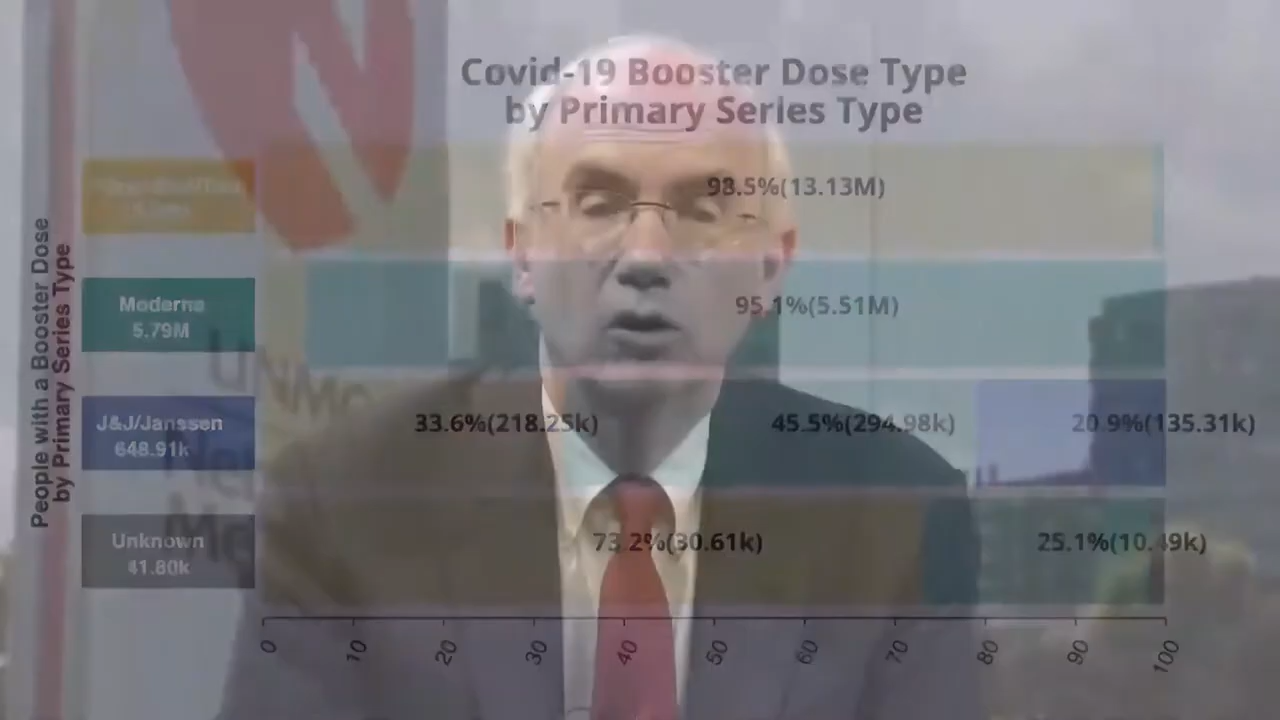 Covid-19 Booster Dose Type
by Primary Series Type
People with a Booster Dose
by Primary Series Type
98.5%(13.13M)
Moderna
5.79M
95.1%(5.51M)
J&J/Janssen
648.91k
33.6%(218.25k)
45.5%(294.98k)
20.9%(135.31k)
Unknown
41.80k
73.2%(30.61k)
25.1%(10.49k)
0
10
20
30
40
50
60
70
80
90
100